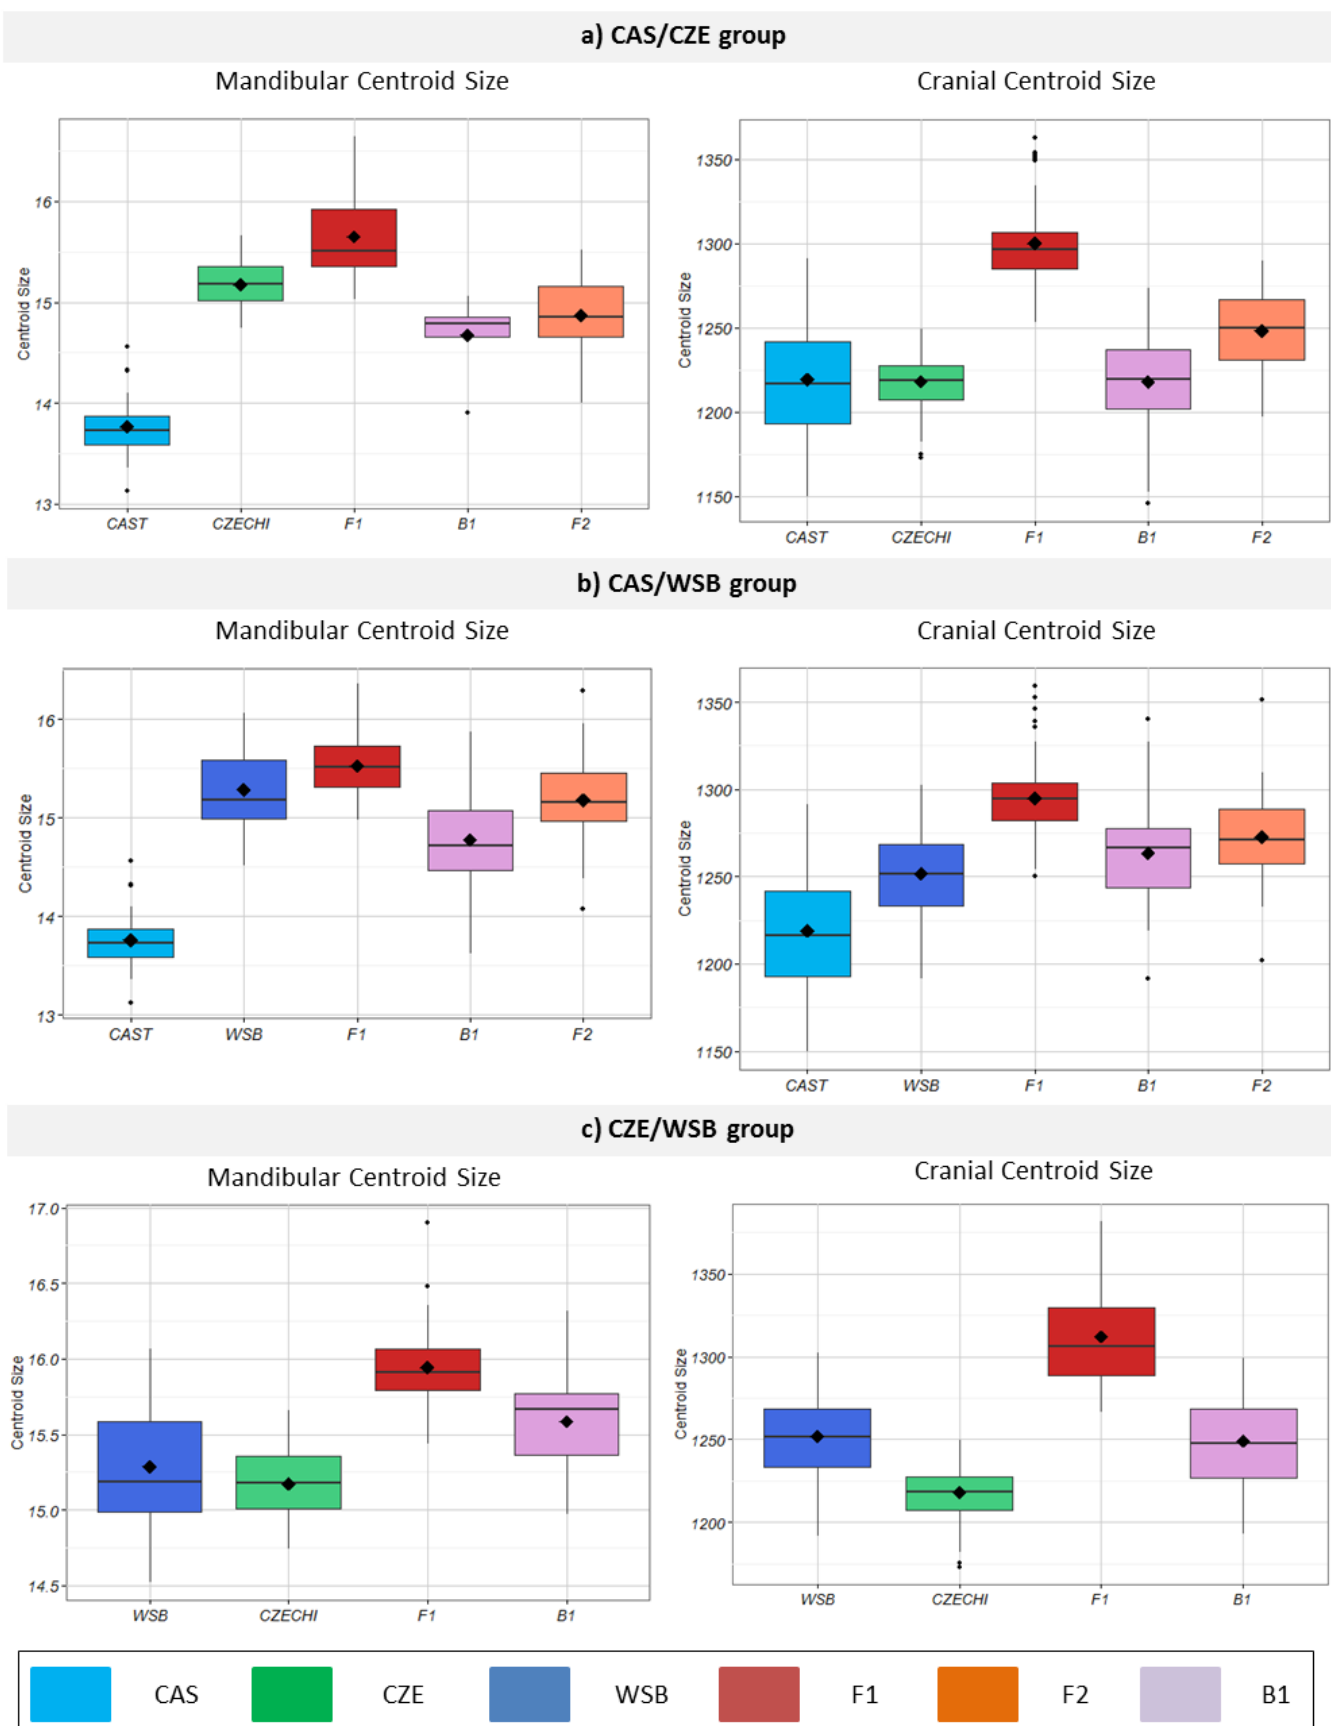 a) CAS/CZE group
Mandibular Centroid Size
Cranial Centroid Size
Centroid Size
16
15
14
13
CAST CZECHI F1 B1 F2
Centroid Size
1350
1300
1250
1200
1150
CAST CZECHI F1 B1 F2
b) CAS/WSB group
Mandibular Centroid Size
Cranial Centroid Size
Centroid Size
16
15
14
13
CAST WSB F1 B1 F2
Centroid Size
1350
1300
1250
1200
1150
CAST WSB F1 B1 F2
c) CZE/WSB group
Mandibular Centroid Size
Cranial Centroid Size
Centroid Size
17.0
16.5
16.0
15.5
15.0
14.5
WSB CZECHI F1 B1
Centroid Size
1350
1300
1250
1200
WSB CZECHI F1 B1
CAS CZE WSB F1 F2 B1